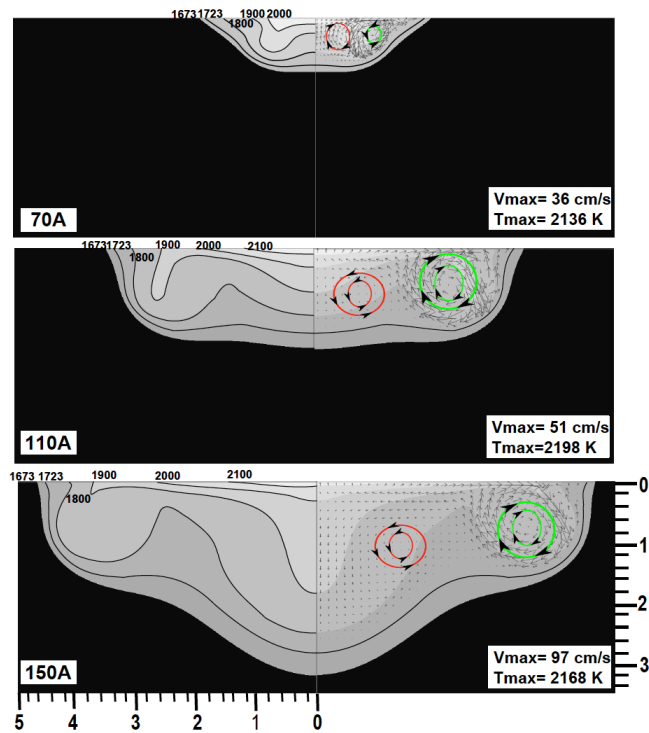 1673 1723 1900 2000
1800
70A
Vmax= 36 cm/s
Tmax= 2136 K
1673 1723 1900 2000 2100
1800
110A
Vmax= 51 cm/s
Tmax=2198 K
1673 1723 1900 2000 2100
1800
0
1
2
3
150A
Vmax= 97 cm/s
Tmax= 2168 K
5 4 3 2 1 0